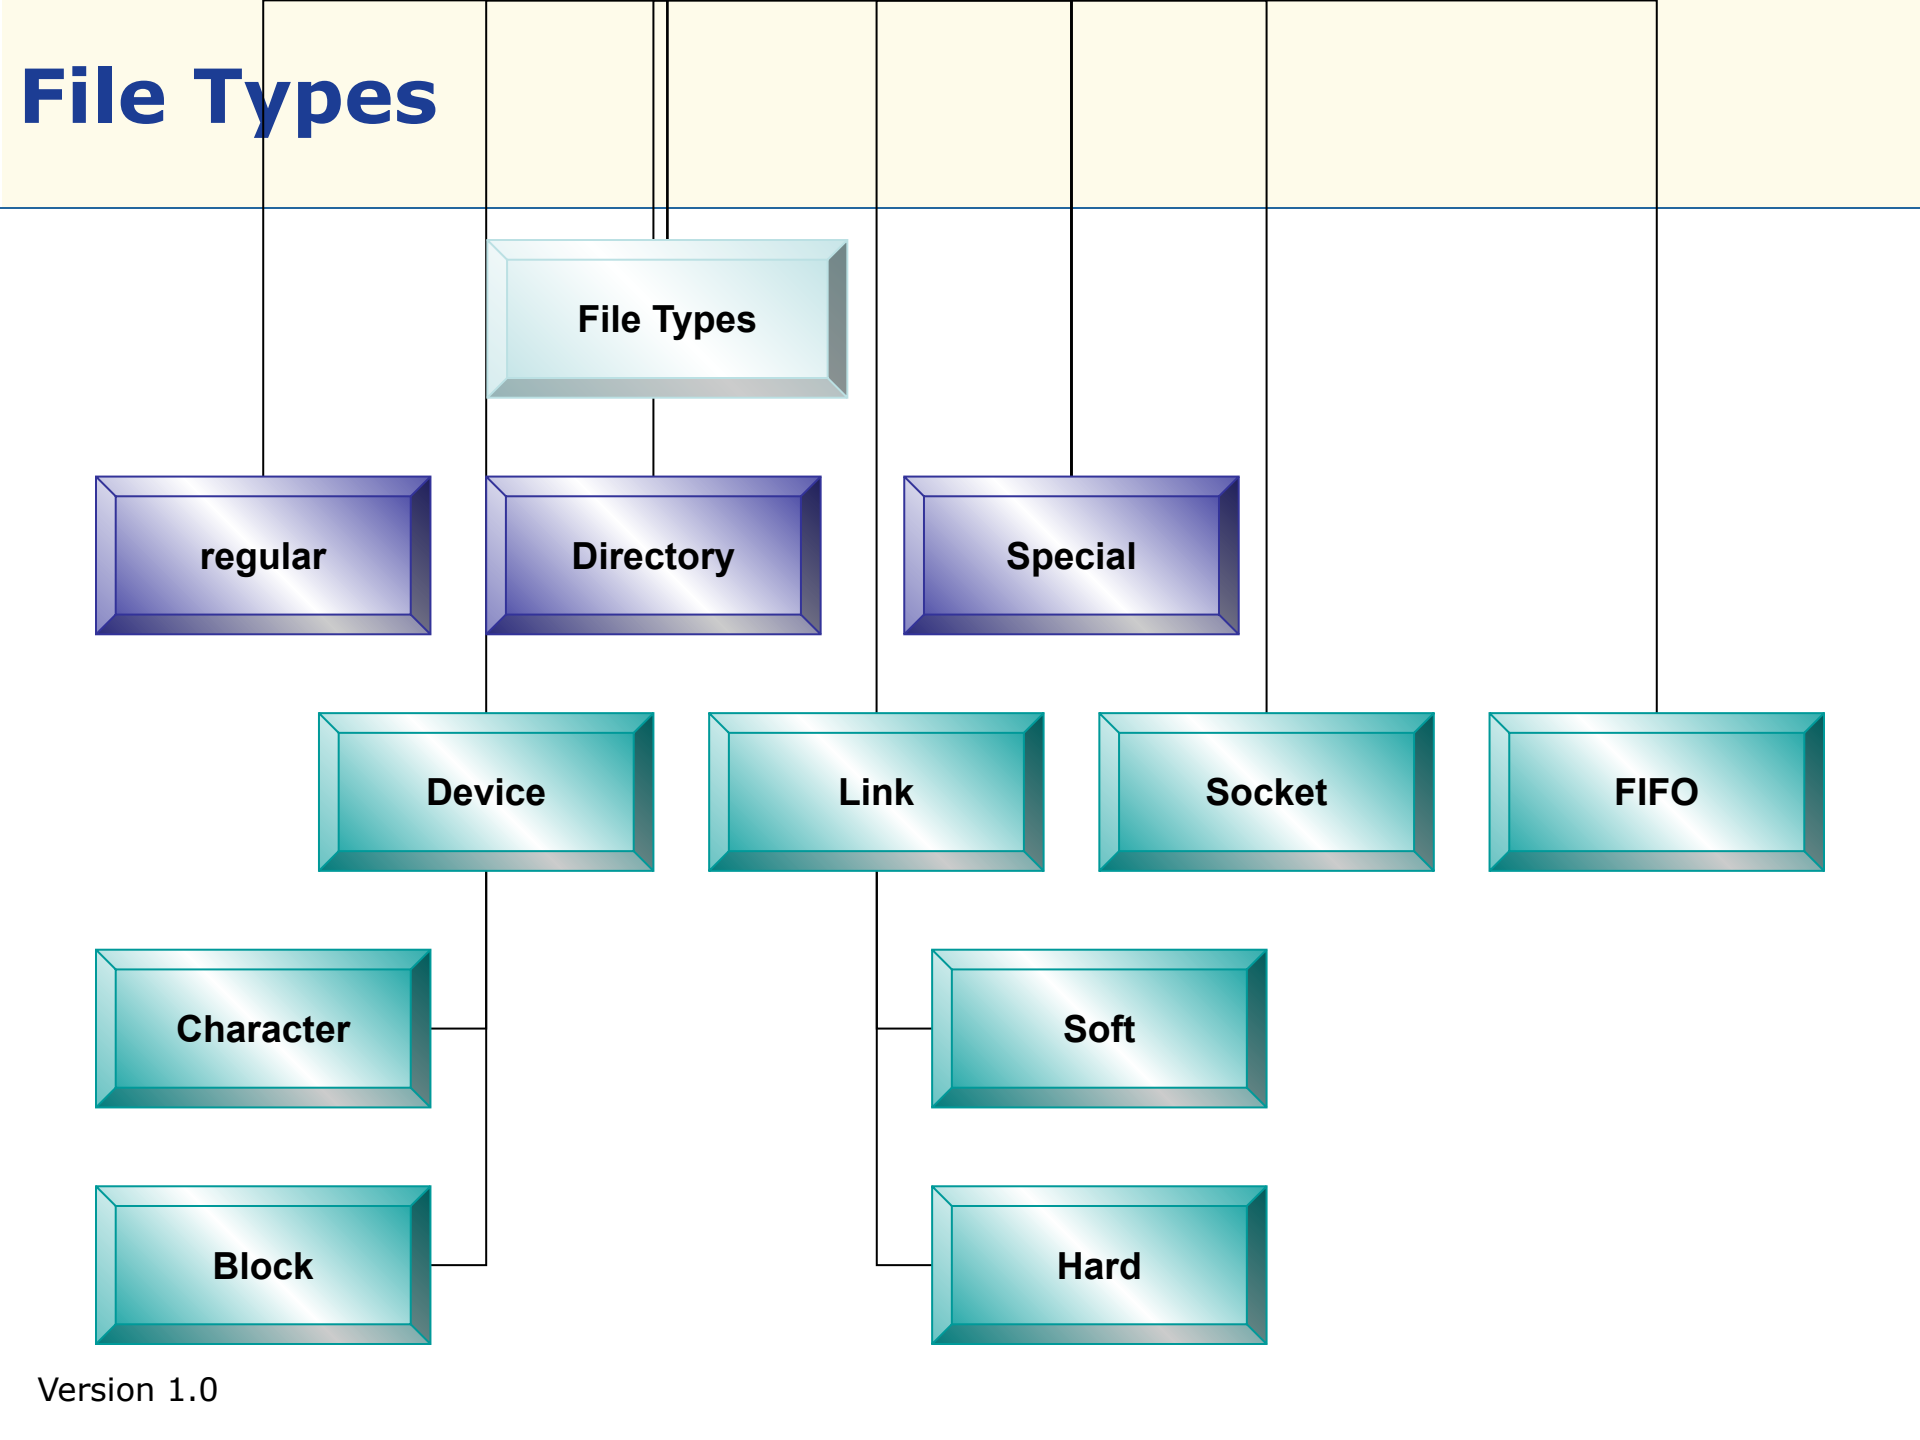 File Types
File Types
regular
Directory
Special
Device
Link
Socket
FIFO
Character
Soft
Block
Hard
Version 1.0